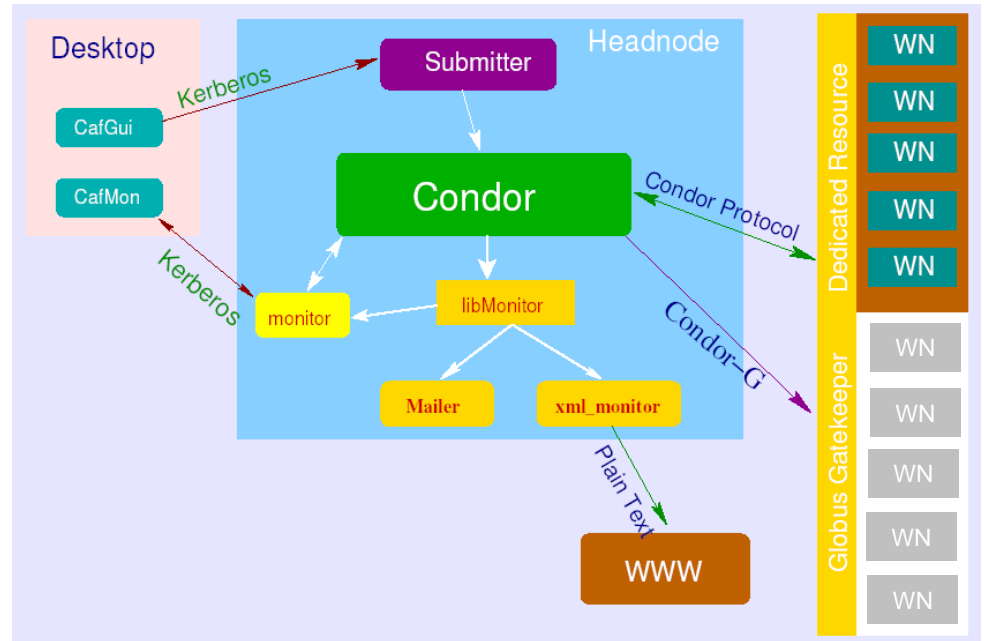 Desktop
CafGui
CafMon
Kerberos
Kerberos
Headnode
Submitter
Condor
monitor
libMonitor
Mailer
xml_monitor
Plain Text
WWW
Condor Protocol
Condor-G
Dedicated Resource
WN
WN
WN
WN
WN
Globus Gatekeeper
WN
WN
WN
WN
WN